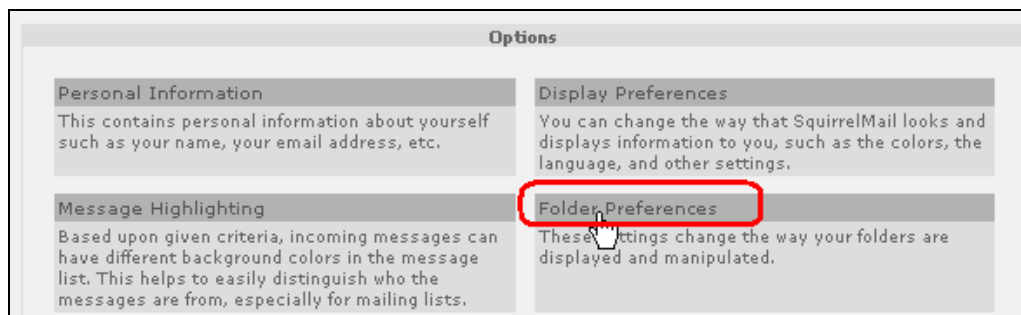 Options
Personal Information
This contains personal information about yourself
such as your name, your email address, etc.
Display Preferences
You can change the way that SquirrelMail looks and
displays information to you, such as the colors, the
language, and other settings.
Message Highlighting
Based upon given criteria, incoming messages can
have different background colors in the message
list. This helps to easily distinguish who the
messages are from, especially for mailing lists.
Folder Preferences
These settings change the way your folders are
displayed and manipulated.